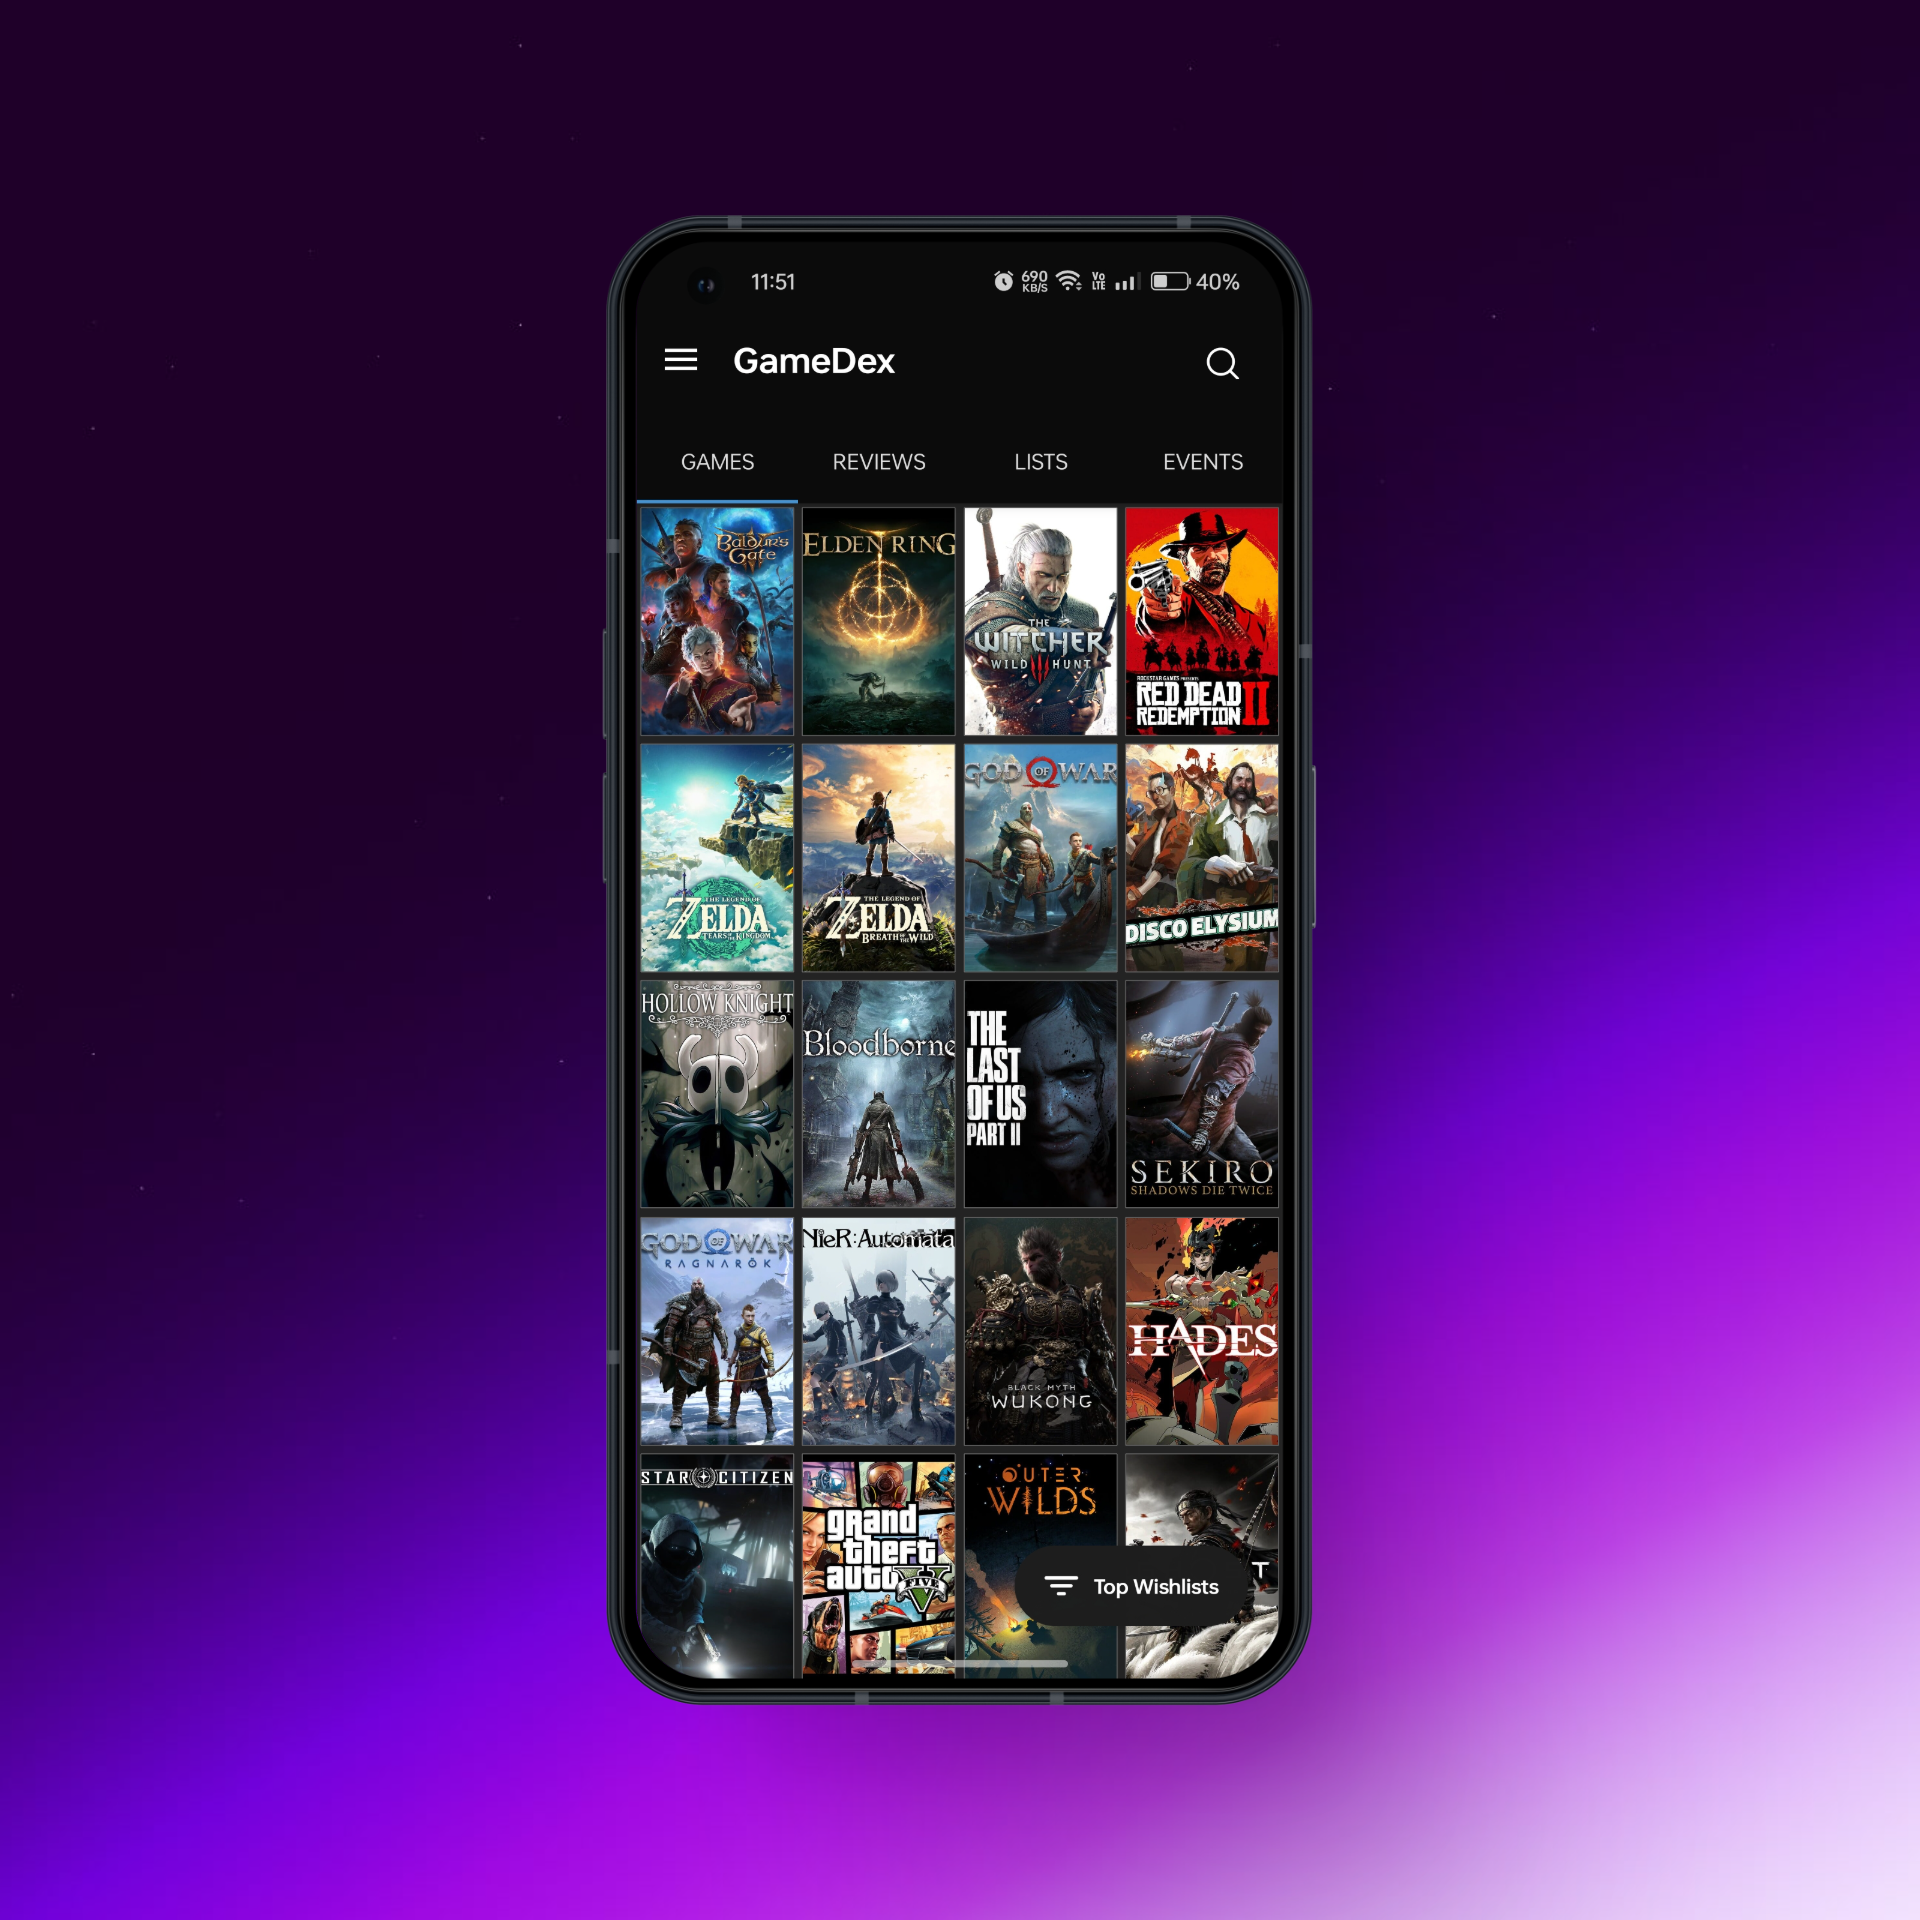 11:51
690
KB/S
Vo
LTE
40%
GameDex
GAMES
REVIEWS
LISTS
EVENTS
Baldur's
Gate
III
ELDEN RING
THE
WITCHER
WILD HUNT
ROCKSTAR GAMES PRESENTS
RED DEAD
REDEMPTION II
THE LEGEND OF
ZELDA
TEARS OF THE KINGDOM
THE LEGEND OF
ZELDA
BREATH OF THE WILD
GOD OF WAR
DISCO ELYSIUM
HOLLOW KNIGHT
Bloodborne
THE
LAST
OF US
PART II
SEKIRO
SHADOWS DIE TWICE
GOD OF WAR
RAGNARÖK
NieR:Automata
BLACK MYTH
WUKONG
HADES
STAR CITIZEN
grand
theft
auto
FIVE
V
OUTER
WILDS
T
Top Wishlists